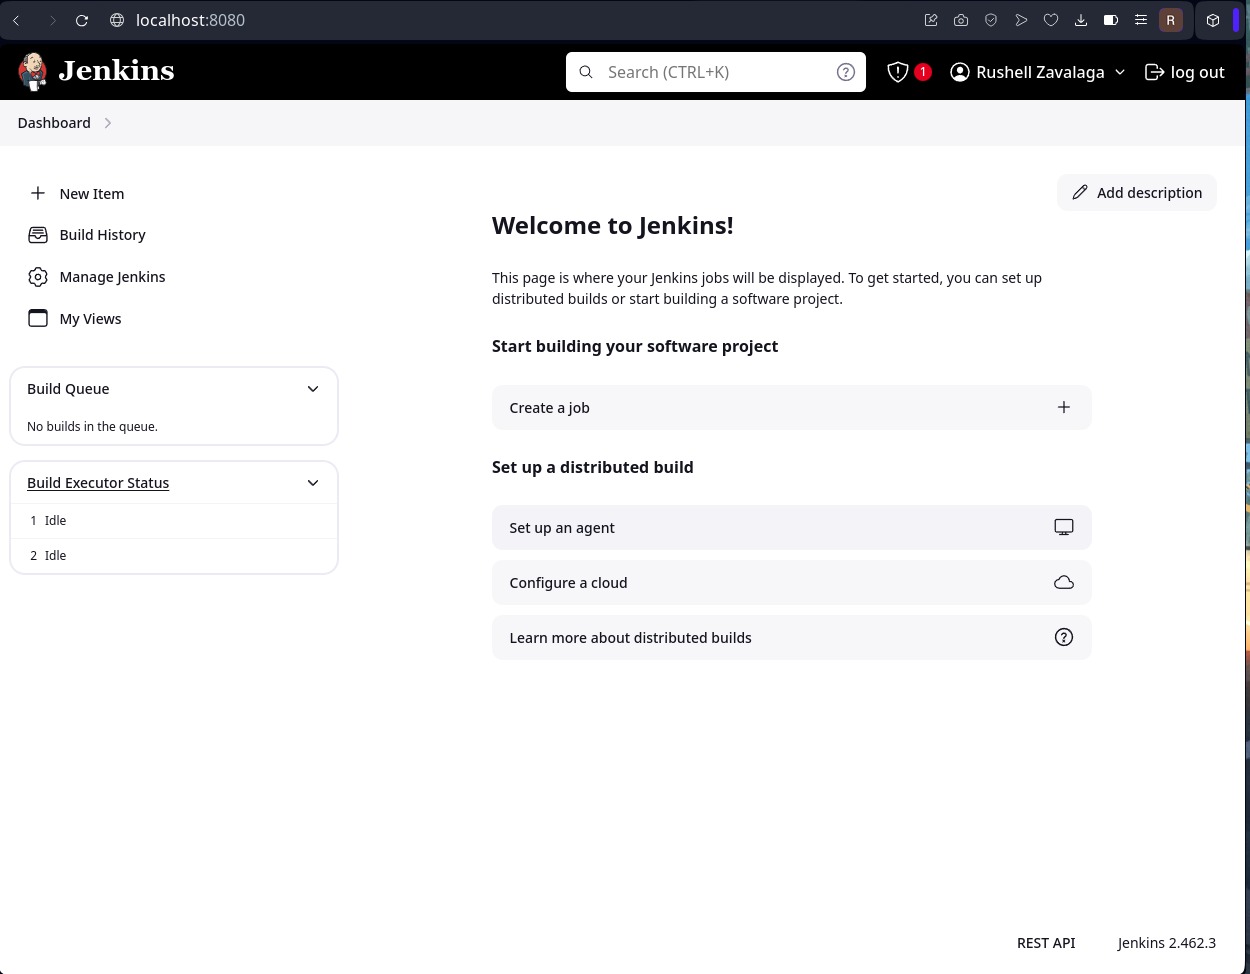 localhost:8080
R
Jenkins
Search (CTRL+K)
1
Rushell Zavalaga
log out
Dashboard
New Item
Build History
Manage Jenkins
My Views
Build Queue
No builds in the queue.
Build Executor Status
1 Idle
2 Idle
Add description
Welcome to Jenkins!
This page is where your Jenkins jobs will be displayed. To get started, you can set up
distributed builds or start building a software project.
Start building your software project
Create a job
Set up a distributed build
Set up an agent
Configure a cloud
Learn more about distributed builds
REST API
Jenkins 2.462.3